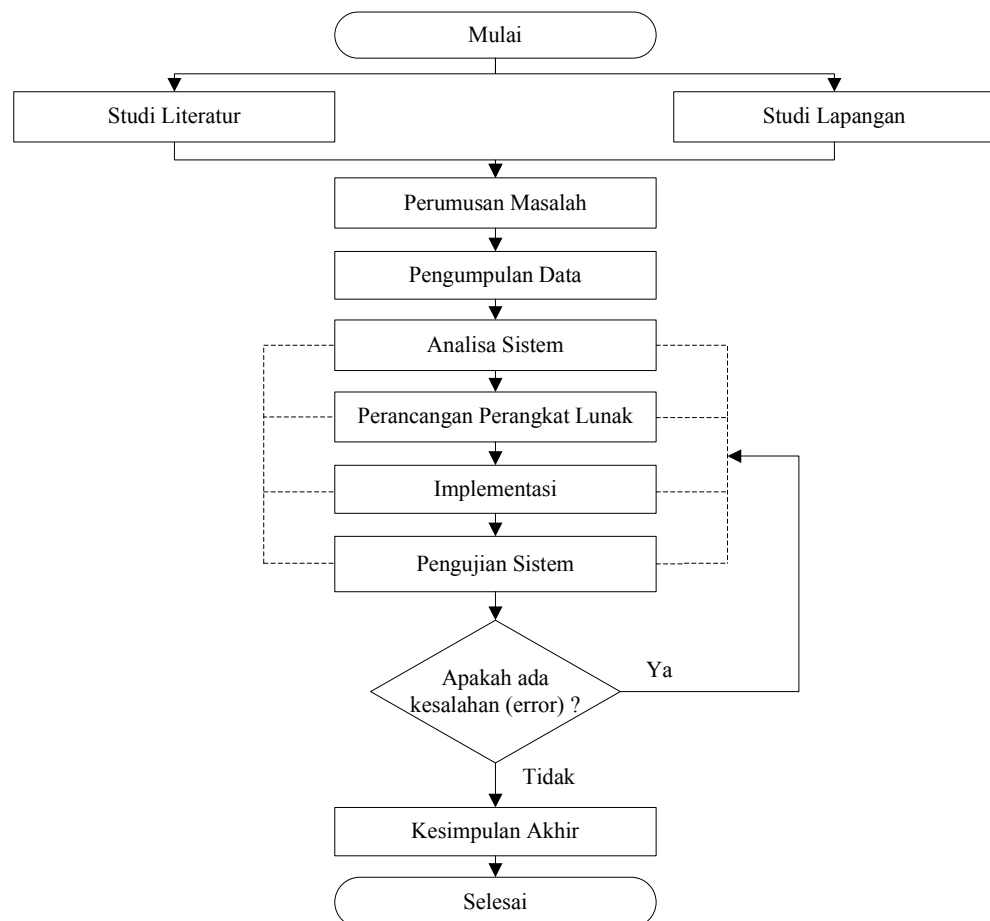 Mulai
Studi Literatur
Studi Lapangan
Perumusan Masalah
Pengumpulan Data
Analisa Sistem
Perancangan Perangkat Lunak
Implementasi
Pengujian Sistem
Apakah ada
kesalahan (error) ?
Ya
Tidak
Kesimpulan Akhir
Selesai